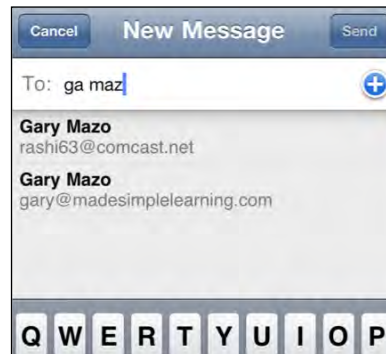 Cancel New Message Send
To: ga maz
Gary Mazo
rashi63@comcast.net
Gary Mazo
gary@madesimplelearning.com
Q W E R T Y U I O P